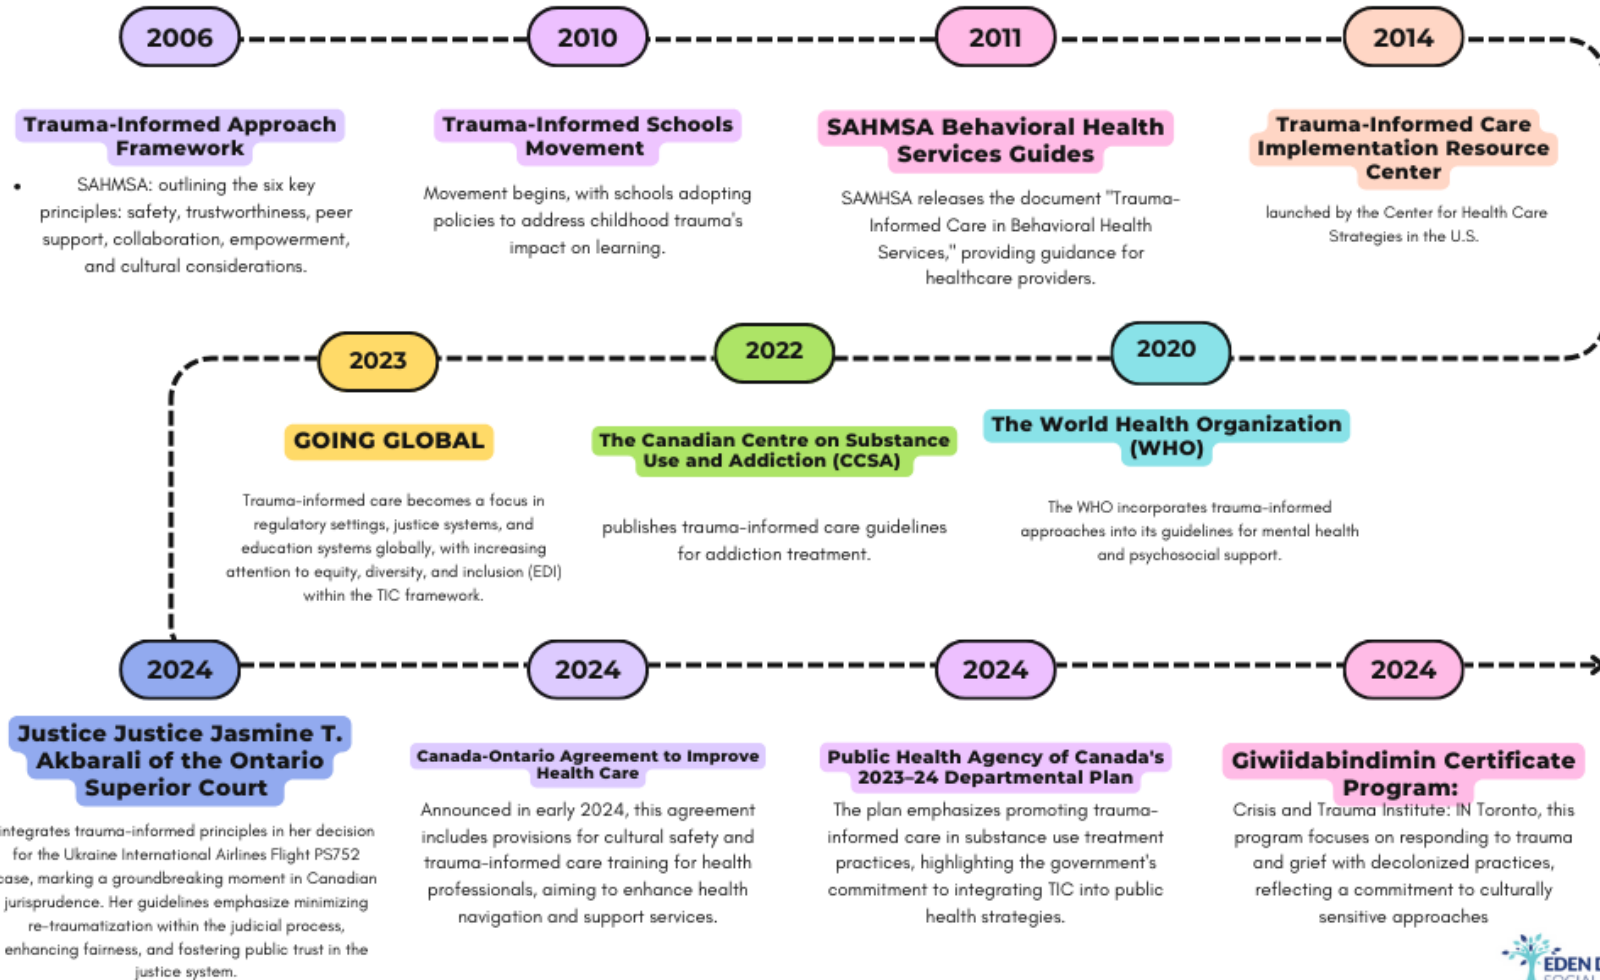 2006
2010
2011
2014
Trauma-Informed Approach
Framework
• SAHMSA: outlining the six key
principles: safety, trustworthiness, peer
support, collaboration, empowerment,
and cultural considerations.
Trauma-Informed Schools
Movement
Movement begins, with schools adopting
policies to address childhood trauma's
impact on learning.
SAHMSA Behavioral Health
Services Guides
SAMHSA releases the document "Trauma-
Informed Care in Behavioral Health
Services," providing guidance for
healthcare providers.
Trauma-Informed Care
Implementation Resource
Center
launched by the Center for Health Care
Strategies in the U.S.
2023
2022
2020
GOING GLOBAL
Trauma-informed care becomes a focus in
regulatory settings, justice systems, and
education systems globally, with increasing
attention to equity, diversity, and inclusion (EDI)
within the TIC framework.
The Canadian Centre on Substance
Use and Addiction (CCSA)
publishes trauma-informed care guidelines
for addiction treatment.
The World Health Organization
(WHO)
The WHO incorporates trauma-informed
approaches into its guidelines for mental health
and psychosocial support.
2024
2024
2024
2024
Justice Justice Jasmine T.
Akbarali of the Ontario
Superior Court
integrates trauma-informed principles in her decision
for the Ukraine International Airlines Flight PS752
case, marking a groundbreaking moment in Canadian
jurisprudence. Her guidelines emphasize minimizing
re-traumatization within the judicial process,
enhancing fairness, and fostering public trust in the
justice system.
Canada-Ontario Agreement to Improve
Health Care
Announced in early 2024, this agreement
includes provisions for cultural safety and
trauma-informed care training for health
professionals, aiming to enhance health
navigation and support services.
Public Health Agency of Canada's
2023–24 Departmental Plan
The plan emphasizes promoting trauma-
informed care in substance use treatment
practices, highlighting the government's
commitment to integrating TIC into public
health strategies.
Giwiidabindimin Certificate
Program:
Crisis and Trauma Institute: IN Toronto, this
program focuses on responding to trauma
and grief with decolonized practices,
reflecting a commitment to culturally
sensitive approaches
EDEN